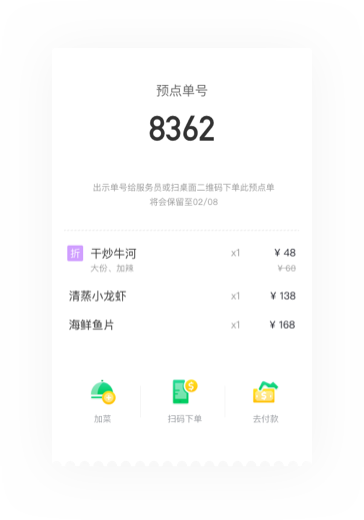 预点单号
8362
出示单号给服务员或扫桌面二维码下单此预点单
将会保留至02/08
折 干炒牛河 x1 ¥ 48
大份、加辣 ¥ 68
清蒸小龙虾 x1 ¥ 138
海鲜鱼片 x1 ¥ 168
加菜 扫码下单 去付款